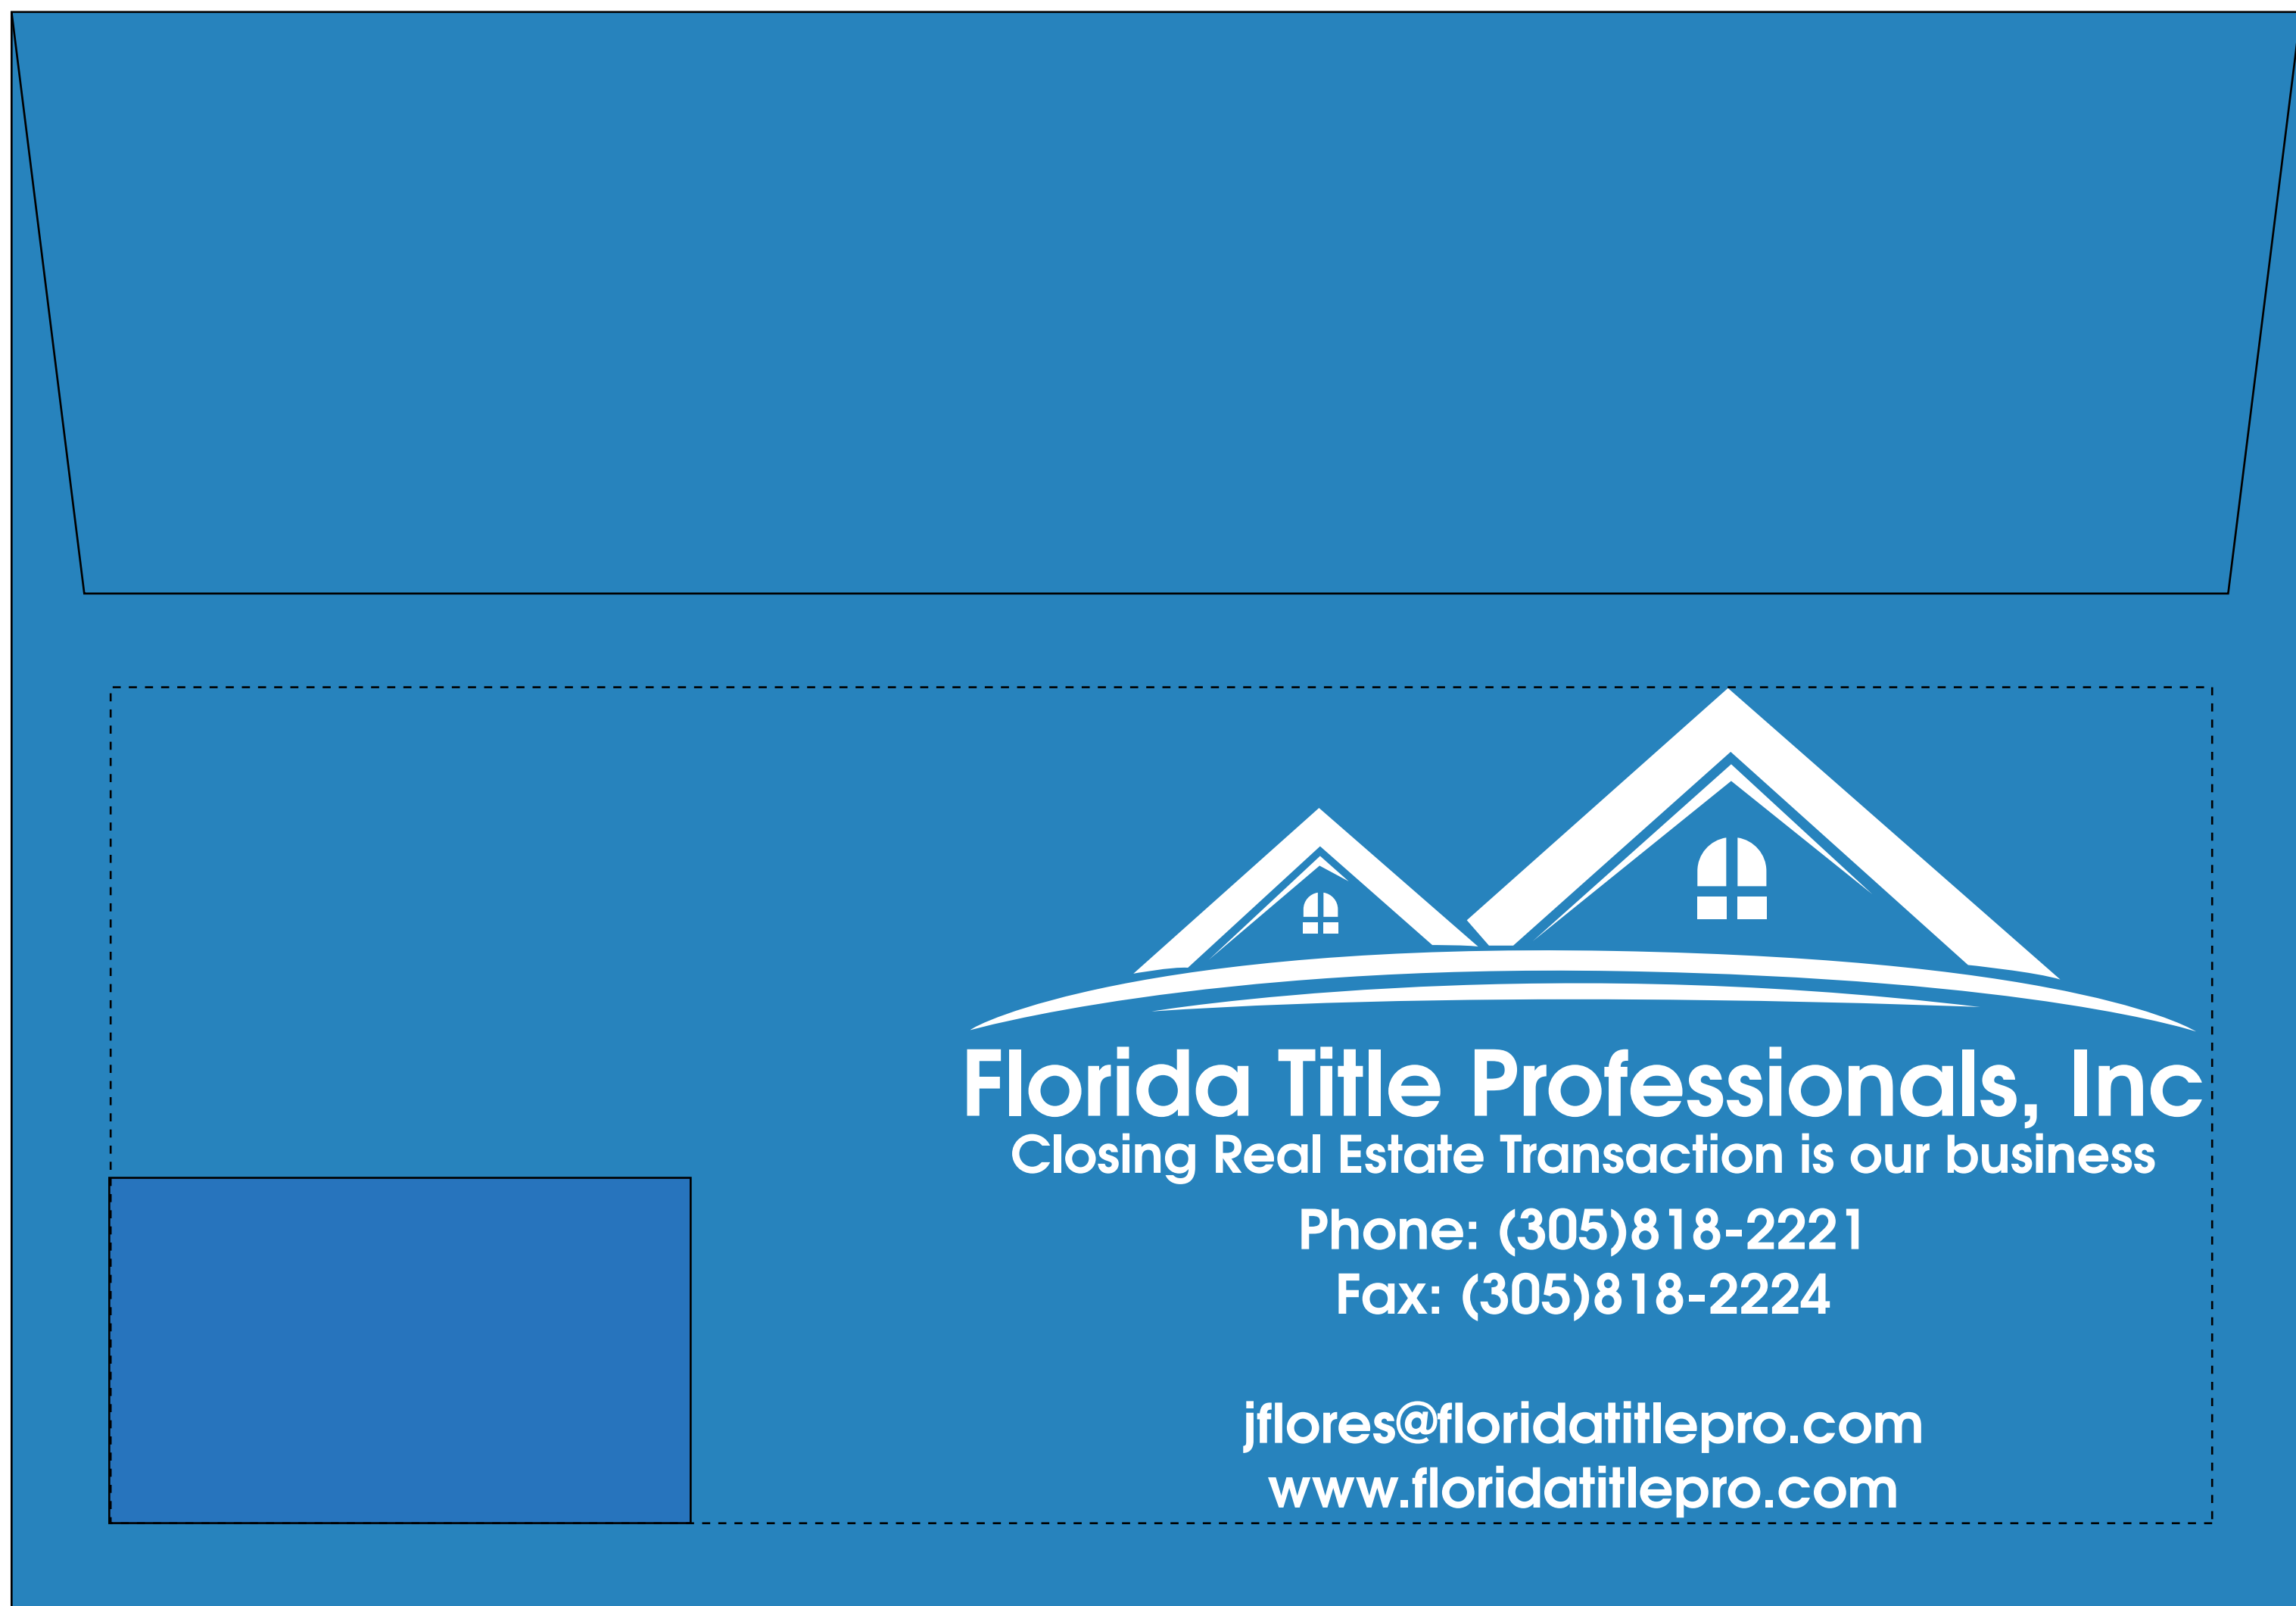 Florida Title Professionals, Inc
Closing Real Estate Transaction is our business
Phone: (305)818-2221
Fax: (305)818-2224
jflores@floridatitlepro.com
www.floridatitlepro.com